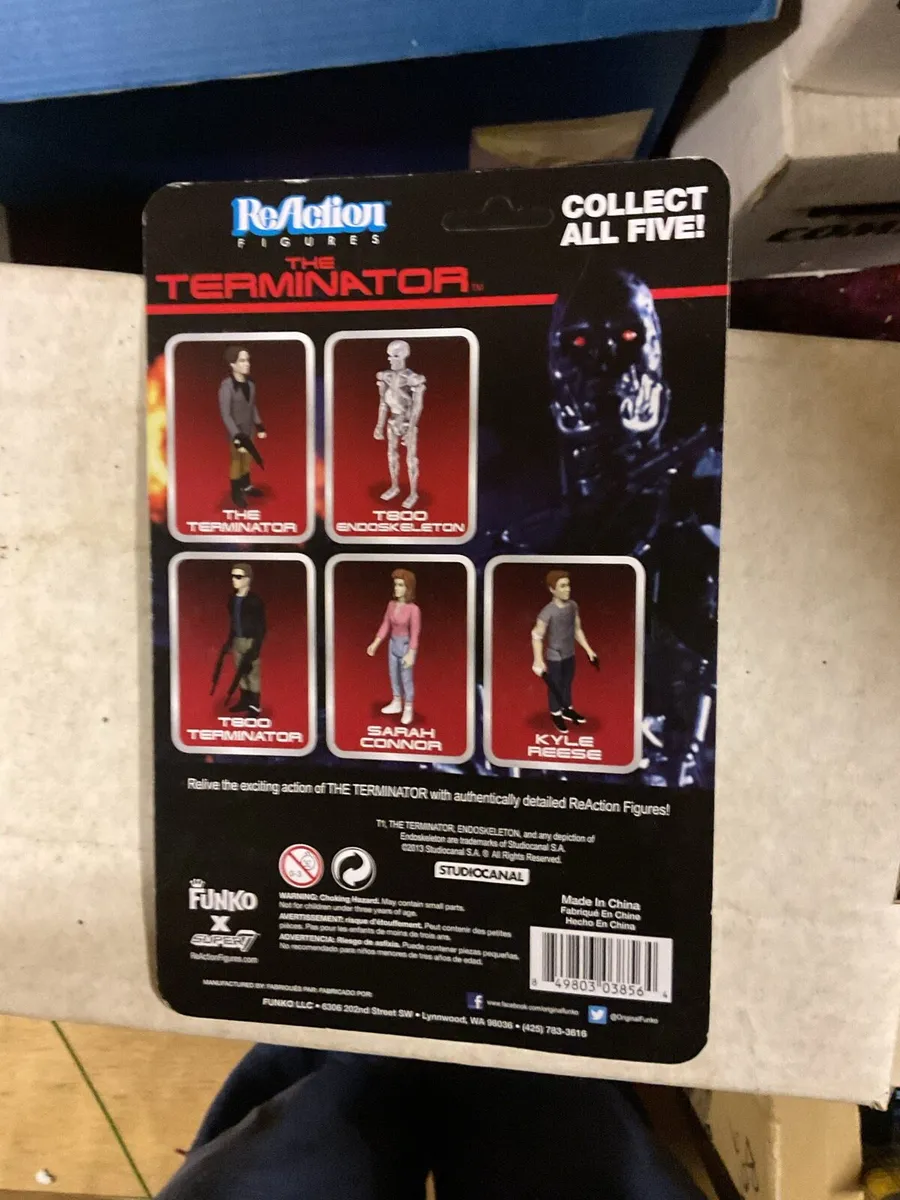 ReAction
FIGURES
COLLECT
ALL FIVE!
THE
TERMINATOR™
THE
TERMINATOR
T800
ENDOSKELETON
T800
TERMINATOR
SARAH
CONNOR
KYLE
REESE
Relive the exciting action of THE TERMINATOR with authentically detailed ReAction Figures!
T1, THE TERMINATOR, ENDOSKELETON, and any depiction of
Endoskeleton are trademarks of Studiocanal S.A.
©2013 Studiocanal S.A. ® All Rights Reserved.
STUDIOCANAL
0-3
FUNKO
X
SUPER7
ReActionFigures.com
WARNING: Choking Hazard. May contain small parts.
Not for children under three years of age.
AVERTISSEMENT: risque d'étouffement. Peut contenir des petites
pièces. Pas pour les enfants de moins de trois ans.
ADVERTENCIA: Riesgo de asfixia. Puede contener piezas pequeñas.
No recomendado para niños menores de tres años de edad.
Made In China
Fabriqué En Chine
Hecho En China
8 49803 03856 4
MANUFACTURED BY: FABRIQUÉS PAR: FABRICADO POR:
FUNKO LLC • 6306 202nd Street SW • Lynnwood, WA 98036 • (425) 783-3616
f www.facebook.com/originalfunko
@OriginalFunko